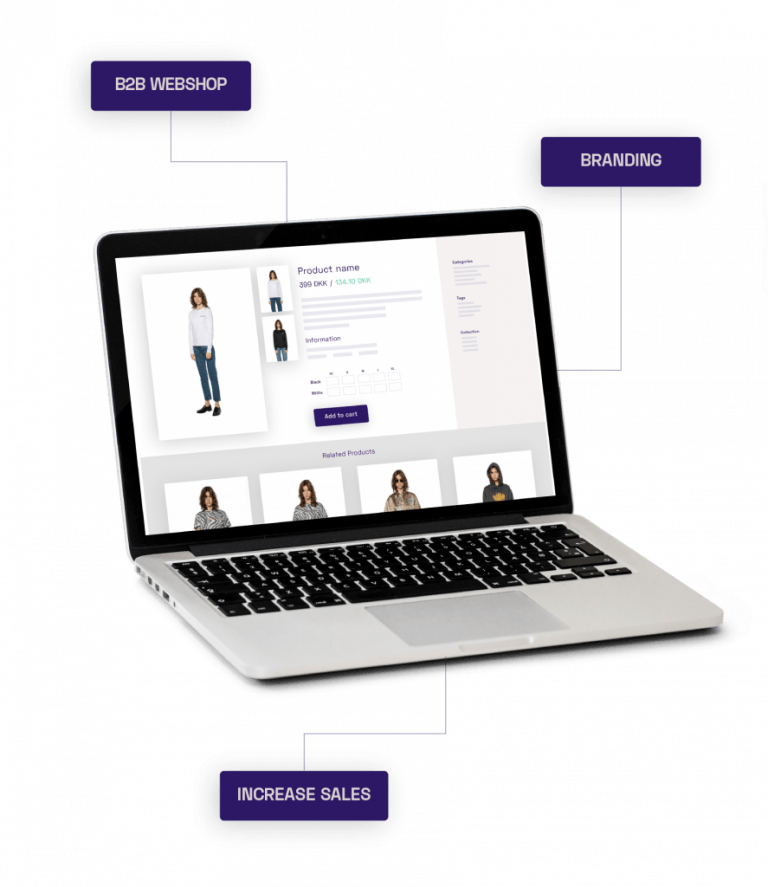 B2B WEBSHOP
BRANDING
Product name
399 DKK / 134.10 DKK
Information
Black
White
Add to cart
Categories
Tags
Collection
Related Products
INCREASE SALES